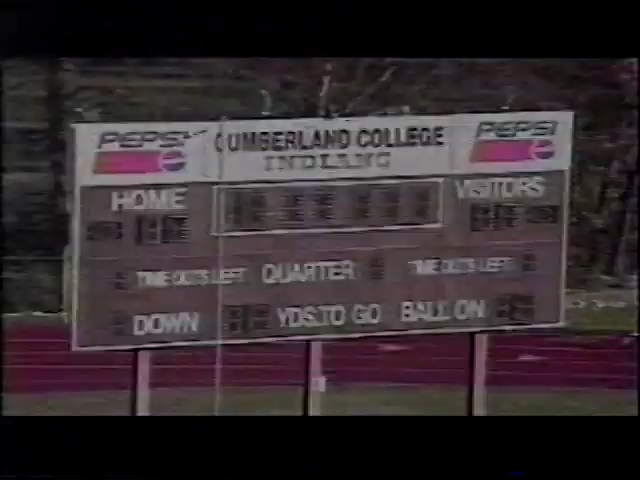 PEPSI CUMBERLAND COLLEGE PEPSI
INDIANS
HOME VISITORS
TIME OUTS LEFT QUARTER TIME OUTS LEFT
DOWN YDS. TO GO BALL ON